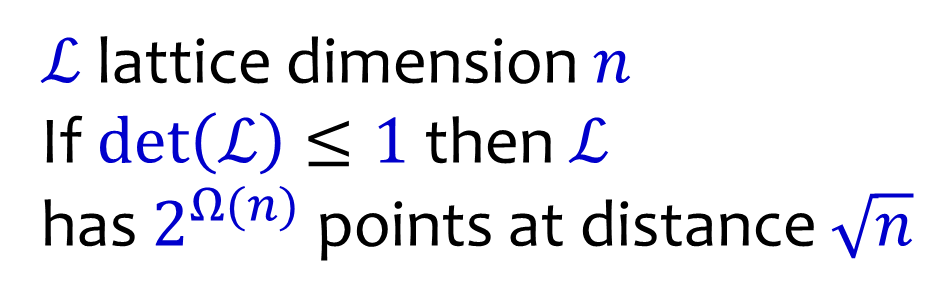 ℒ lattice dimension 𝑛
If det(ℒ) ≤ 1 then ℒ
has 2^Ω(𝑛) points at distance √𝑛